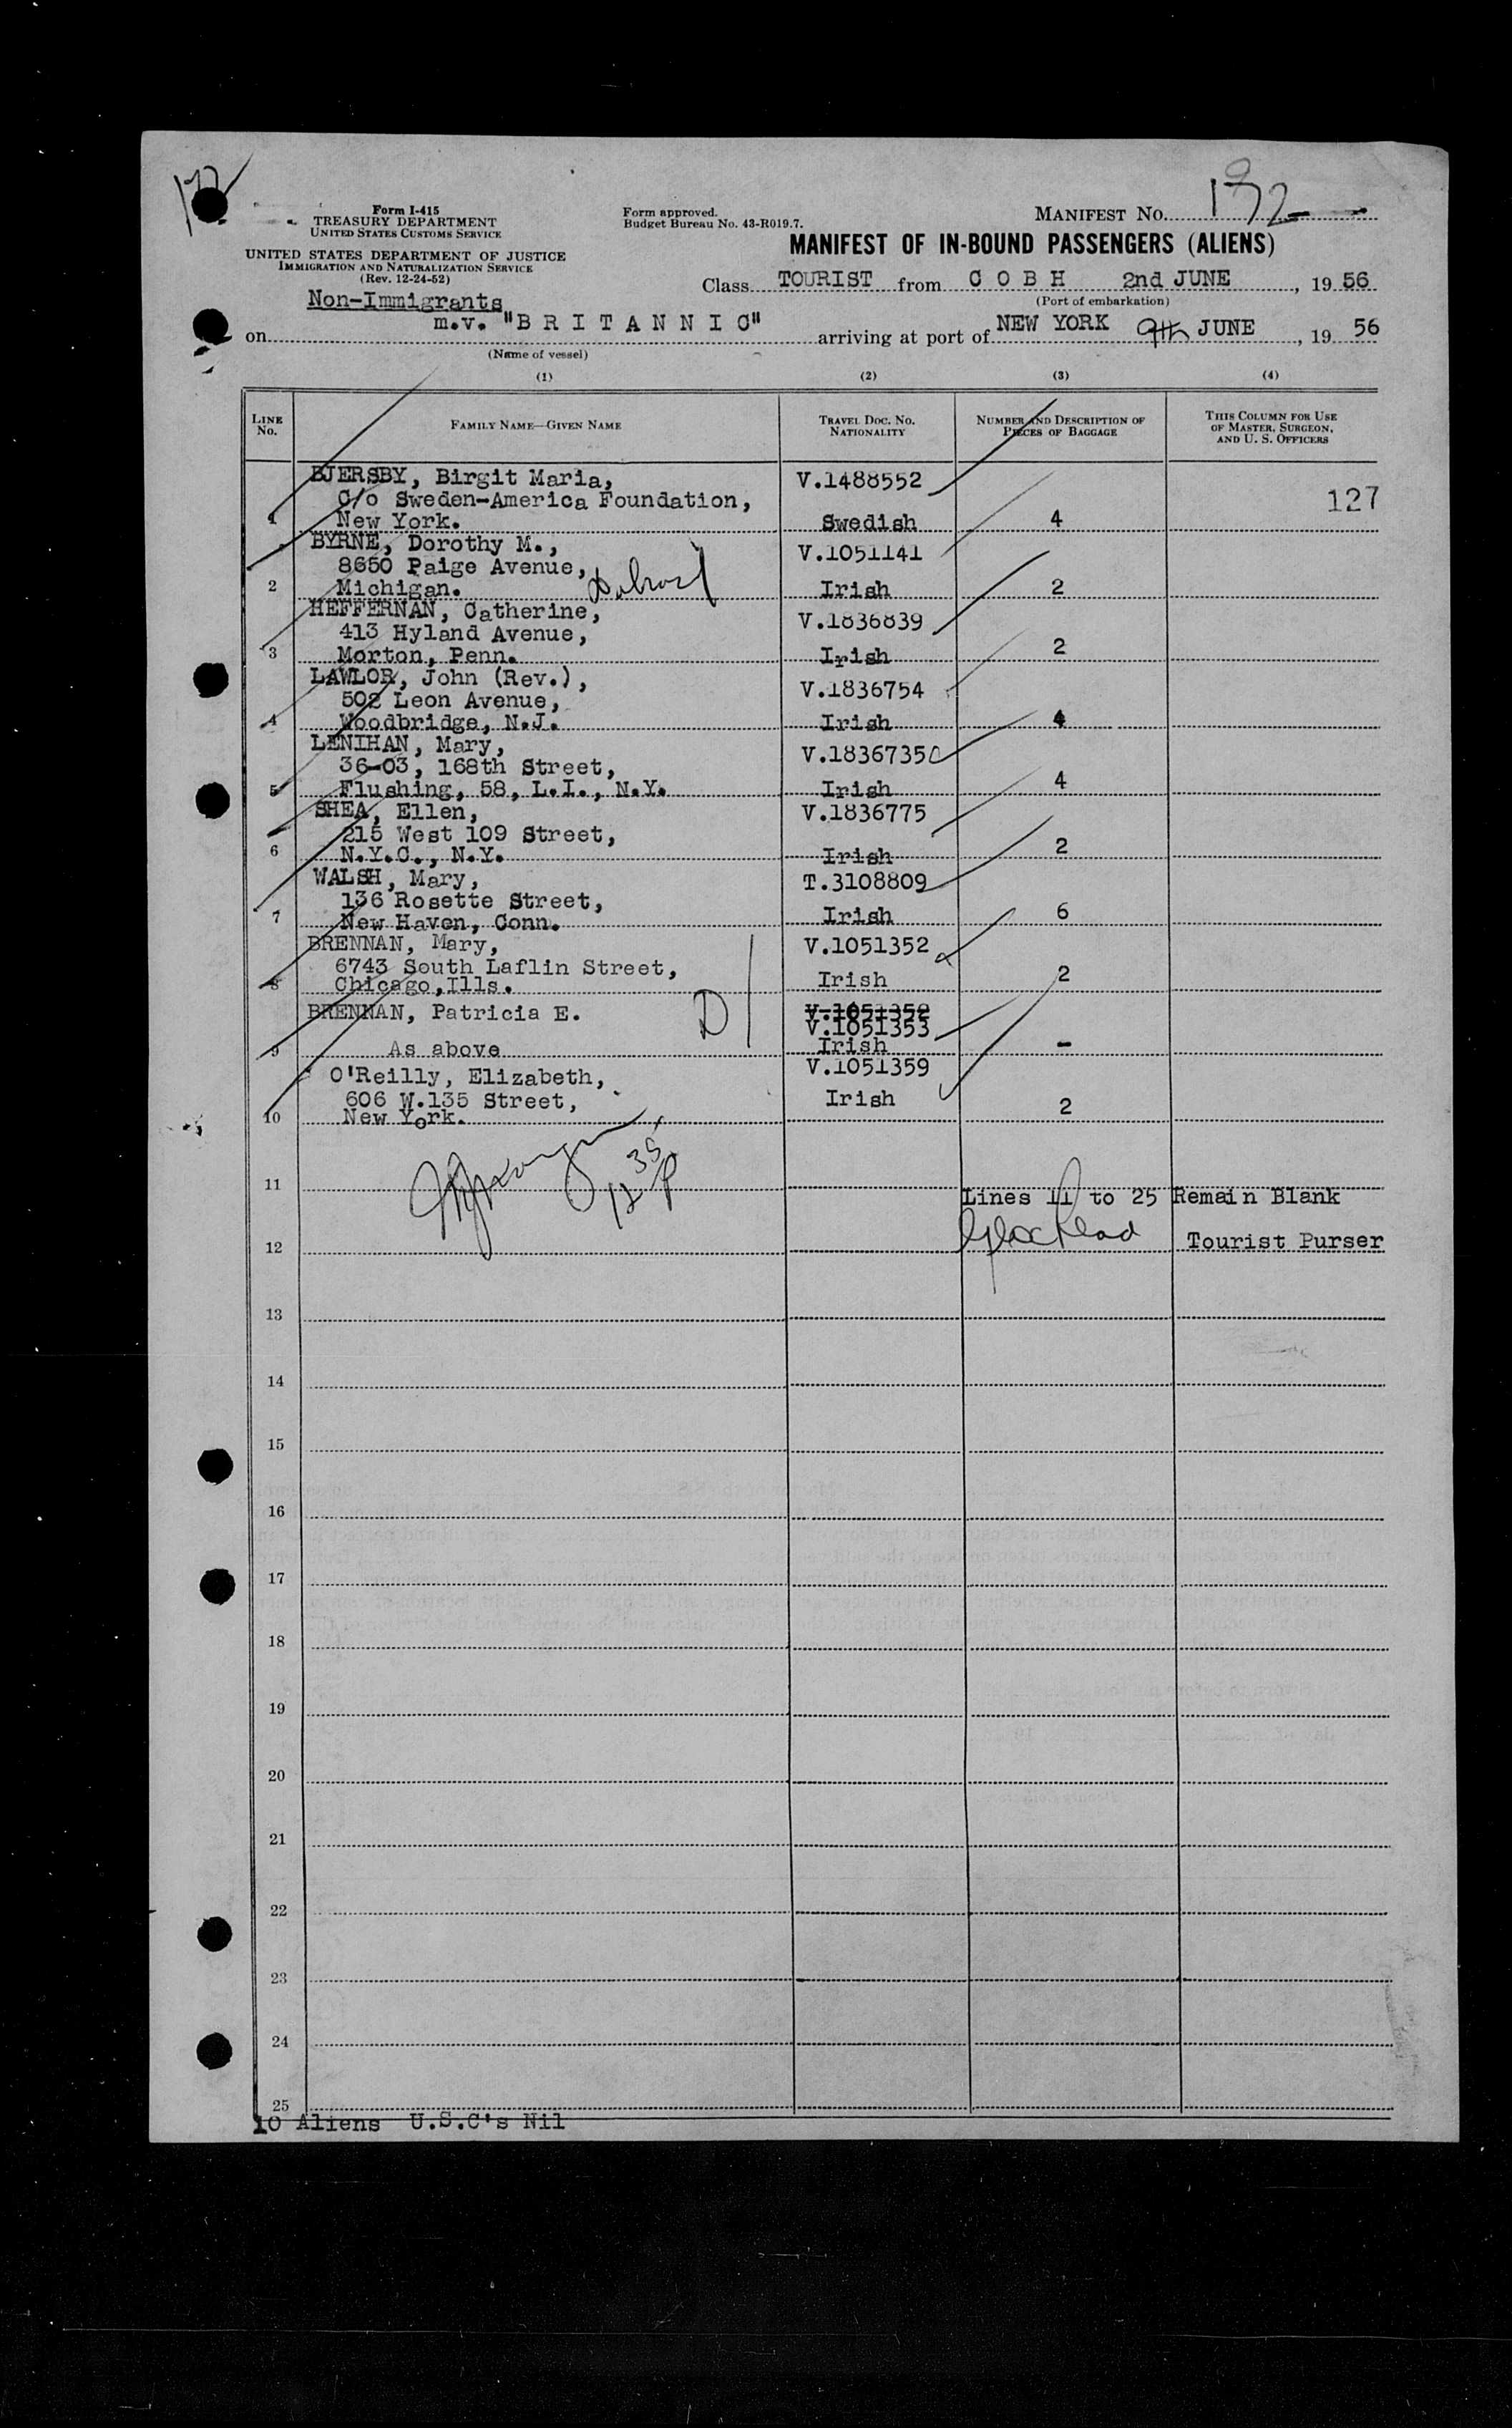 172
Form I-415
TREASURY DEPARTMENT
UNITED STATES CUSTOMS SERVICE
UNITED STATES DEPARTMENT OF JUSTICE
IMMIGRATION AND NATURALIZATION SERVICE
(Rev. 12-24-52)
Form approved.
Budget Bureau No. 43-R019.7.
MANIFEST NO. 192
MANIFEST OF IN-BOUND PASSENGERS (ALIENS)
Class TOURIST from C O B H 2nd JUNE, 19 56
(Port of embarkation)
Non-Immigrants
on m.v. "B R I T A N N I C" arriving at port of NEW YORK 9th JUNE, 19 56
(Name of vessel)
(1) (2) (3) (4)
LINE NO. FAMILY NAME—GIVEN NAME TRAVEL DOC. NO. NATIONALITY NUMBER AND DESCRIPTION OF PIECES OF BAGGAGE THIS COLUMN FOR USE OF MASTER, SURGEON, AND U. S. OFFICERS
BJERSBY, Birgit Maria, V.1488552
C/o Sweden-America Foundation, 127
1 New York. Swedish 4
BYRNE, Dorothy M., V.1051141
8650 Paige Avenue,
2 Michigan. Irish 2
HEFFERNAN, Catherine, V.1836839
413 Hyland Avenue,
3 Morton, Penn. Irish 2
LAWLOR, John (Rev.), V.1836754
502 Leon Avenue,
4 Woodbridge, N.J. Irish 4
LENIHAN, Mary, V.1836735
36-03, 168th Street,
5 Flushing, 58, L.I., N.Y. Irish 4
SHEA, Ellen, V.1836775
215 West 109 Street,
6 N.Y.C., N.Y. Irish 2
WALSH, Mary, T.3108809
136 Rosette Street,
7 New Haven, Conn. Irish 6
BRENNAN, Mary, V.1051352
6743 South Laflin Street,
8 Chicago, Ills. Irish 2
BRENNAN, Patricia E. D V.1051352
V.1051353
9 As above Irish -
O'Reilly, Elizabeth, V.1051359
606 W.135 Street, Irish
10 New York. 2
12 35 P
11 Lines 11 to 25 Remain Blank
12 Tourist Purser
13
14
15
16
17
18
19
20
21
22
23
24
25
10 Aliens U.S.C's Nil